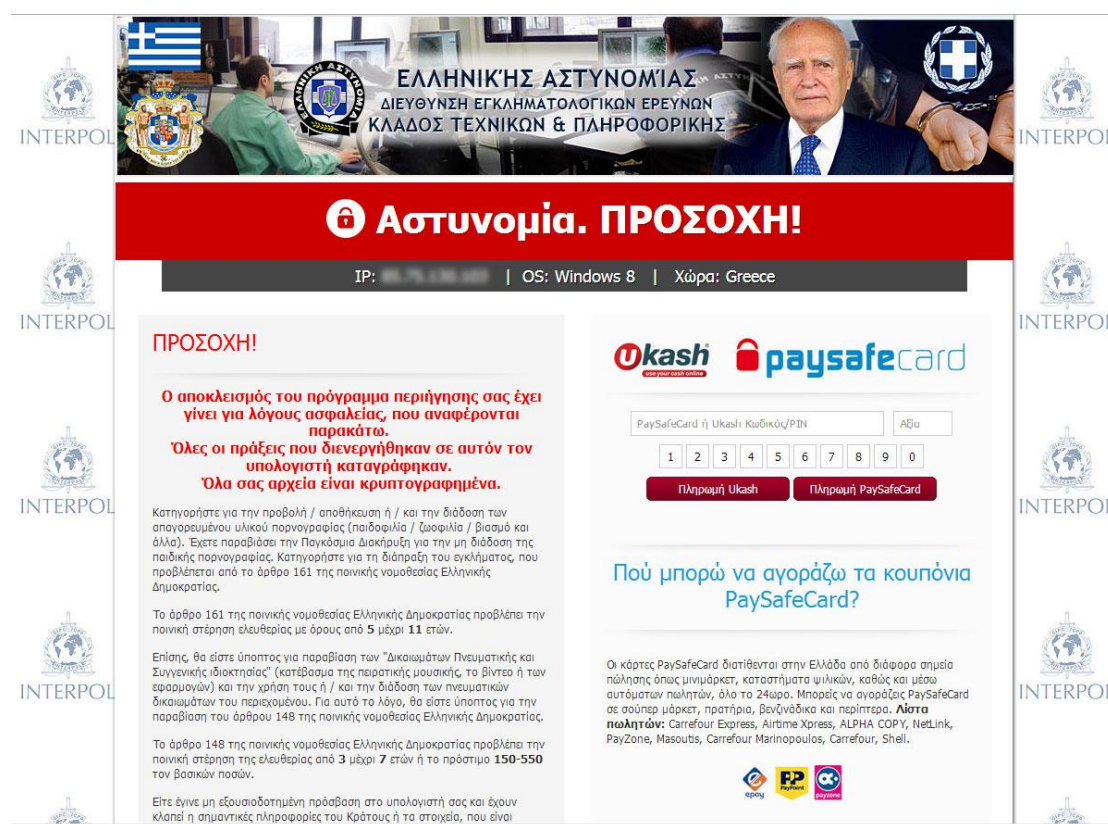 ΕΛΛΗΝΙΚΉΣ ΑΣΤΥΝΟΜΊΑΣ
ΔΙΕΥΘΥΝΣΗ ΕΓΚΛΗΜΑΤΟΛΟΓΙΚΩΝ ΕΡΕΥΝΩΝ
ΚΛΑΔΟΣ ΤΕΧΝΙΚΩΝ & ΠΛΗΡΟΦΟΡΙΚΗΣ
ΕΛΛΗΝΙΚΗ ΑΣΤΥΝΟΜΙΑ
Αστυνομία. ΠΡΟΣΟΧΗ!
IP: | OS: Windows 8 | Χώρα: Greece
ΠΡΟΣΟΧΗ!
Ο αποκλεισμός του πρόγραμμα περιήγησης σας έχει
γίνει για λόγους ασφαλείας, που αναφέρονται
παρακάτω.
Όλες οι πράξεις που διενεργήθηκαν σε αυτόν τον
υπολογιστή καταγράφηκαν.
Όλα σας αρχεία είναι κρυπτογραφημένα.
Κατηγορήστε για την προβολή / αποθήκευση ή / και την διάδοση των
απαγορευμένου υλικού πορνογραφίας (παιδοφιλία / ζωοφιλία / βιασμό και
άλλα). Έχετε παραβιάσει την Παγκόσμια Διακήρυξη για την μη διάδοση της
παιδικής πορνογραφίας. Κατηγορήστε για τη διάπραξη του εγκλήματος, που
προβλέπεται από το άρθρο 161 της ποινικής νομοθεσίας Ελληνικής
Δημοκρατίας.
Το άρθρο 161 της ποινικής νομοθεσίας Ελληνικής Δημοκρατίας προβλέπει την
ποινική στέρηση ελευθερίας με όρους από 5 μέχρι 11 ετών.
Επίσης, θα είστε ύποπτος για παραβίαση των "Δικαιωμάτων Πνευματικής και
Συγγενικής ιδιοκτησίας" (κατέβασμα της πειρατικής μουσικής, το βίντεο ή των
εφαρμογών) και την χρήση τους ή / και την διάδοση των πνευματικών
δικαιωμάτων του περιεχομένου. Για αυτό το λόγο, θα είστε ύποπτος για την
παραβίαση του άρθρου 148 της ποινικής νομοθεσίας Ελληνικής Δημοκρατίας.
Το άρθρο 148 της ποινικής νομοθεσίας Ελληνικής Δημοκρατίας προβλέπει την
ποινική στέρηση της ελευθερίας από 3 μέχρι 7 ετών ή το πρόστιμο 150-550
τον βασικών ποσών.
Είτε έγινε μη εξουσιοδοτημένη πρόσβαση στο υπολογιστή σας και έχουν
κλαπεί η σημαντικές πληροφορίες του Κράτους ή τα στοιχεία, που είναι
Ukash
use your cash online
paysafecard
PaySafeCard ή Ukash Κωδικός/PIN
Αξία
1 2 3 4 5 6 7 8 9 0
Πληρωμή Ukash
Πληρωμή PaySafeCard
Πού μπορώ να αγοράζω τα κουπόνια
PaySafeCard?
Οι κάρτες PaySafeCard διατίθενται στην Ελλάδα από διάφορα σημεία
πώλησης όπως μινιμάρκετ, καταστήματα ψιλικών, καθώς και μέσω
αυτόματων πωλητών, όλο το 24ωρο. Μπορείς να αγοράζεις PaySafeCard
σε σούπερ μάρκετ, πρατήρια, βενζινάδικα και περίπτερα. Λίστα
πωλητών: Carrefour Express, Airtime Xpress, ALPHA COPY, NetLink,
PayZone, Masoutis, Carrefour Marinopoulos, Carrefour, Shell.
epay
PayPoint
payzone
INTERPOL
INTERPOL
INTERPOL
INTERPOL
INTERPOL
INTERPOL
INTERPOL
INTERPOL